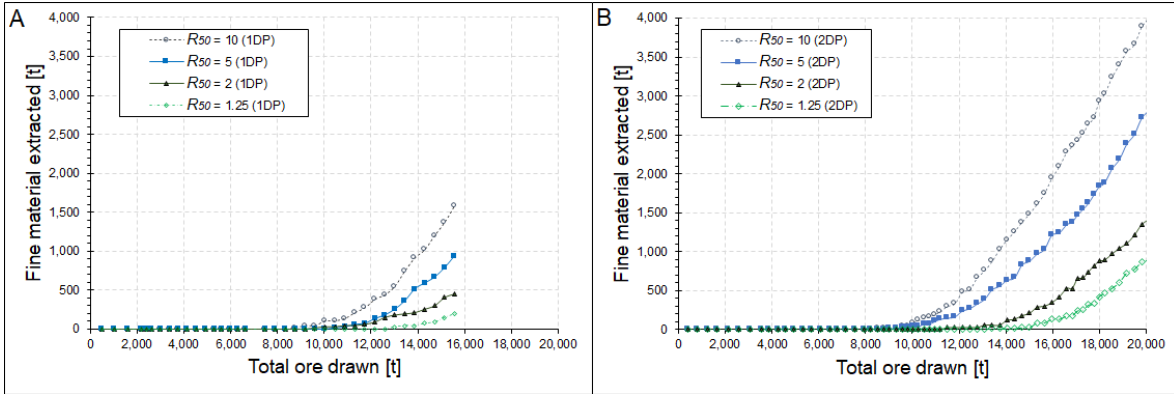 A
4,000
3,500
3,000
2,500
2,000
1,500
1,000
500
0
Fine material extracted [t]
R50 = 10 (1DP)
R50 = 5 (1DP)
R50 = 2 (1DP)
R50 = 1.25 (1DP)
0 2,000 4,000 6,000 8,000 10,000 12,000 14,000 16,000 18,000 20,000
Total ore drawn [t]
B
4,000
3,500
3,000
2,500
2,000
1,500
1,000
500
0
Fine material extracted [t]
R50 = 10 (2DP)
R50 = 5 (2DP)
R50 = 2 (2DP)
R50 = 1.25 (2DP)
0 2,000 4,000 6,000 8,000 10,000 12,000 14,000 16,000 18,000 20,000
Total ore drawn [t]